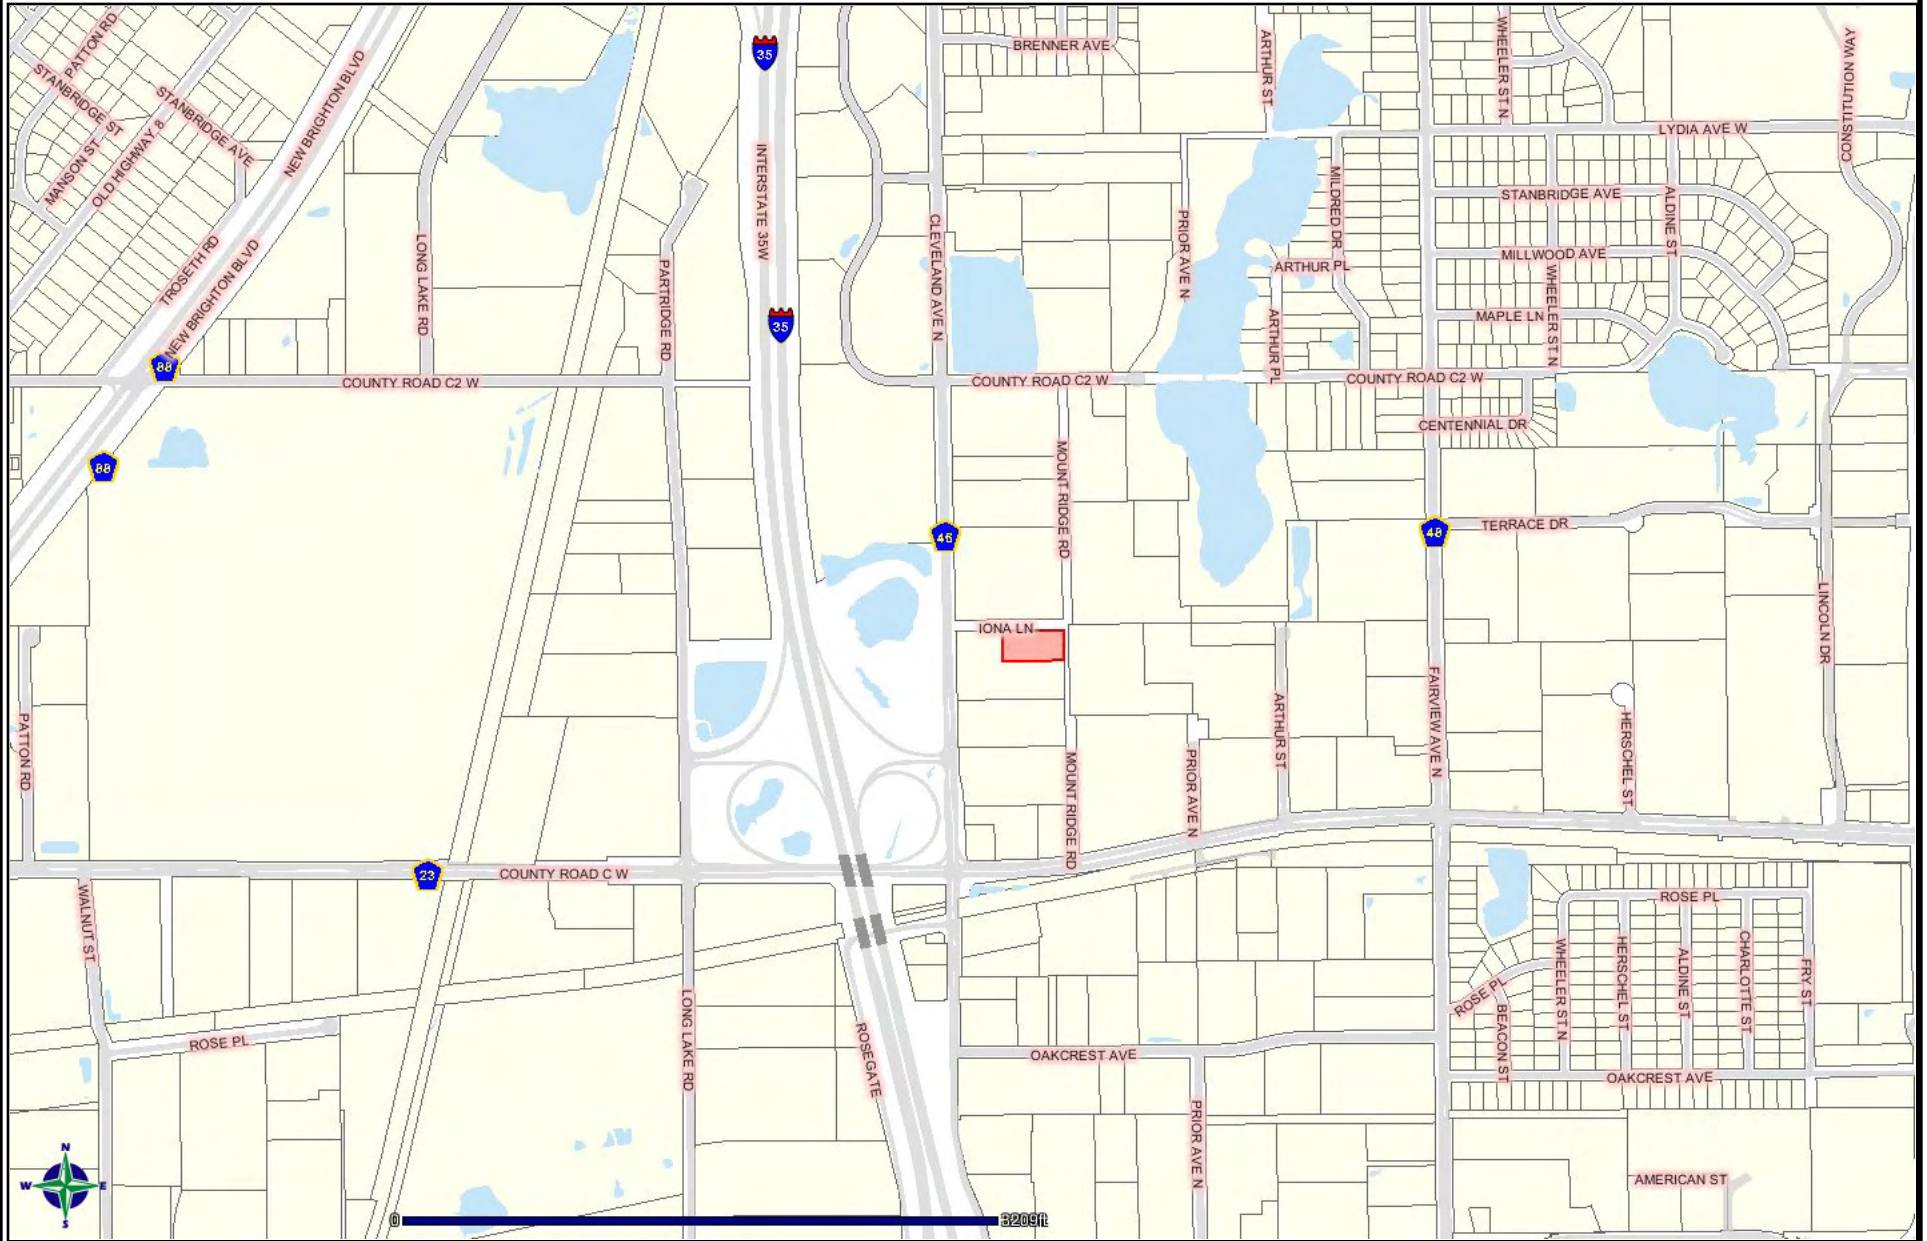 PATTON RD
STANBRIDGE ST
STANBRIDGE AVE
MANSON ST
OLD HIGHWAY 8
NEW BRIGHTON BLVD
TROSETH RD
NEW BRIGHTON BLVD
LONG LAKE RD
PARTRIDGE RD
35
INTERSTATE 35W
35
CLEVELAND AVE N
BRENNER AVE
ARTHUR ST
WHEELER ST N
CONSTITUTION WAY
LYDIA AVE W
PRIOR AVE N
MILDRED DR
STANBRIDGE AVE
ALDINE ST
ARTHUR PL
MILLWOOD AVE
WHEELER ST N
ARTHUR PL
MAPLE LN
88
COUNTY ROAD C2 W
COUNTY ROAD C2 W
COUNTY ROAD C2 W
CENTENNIAL DR
88
MOUNT RIDGE RD
46
48
TERRACE DR
IONA LN
LINCOLN DR
PATTON RD
FAIRVIEW AVE N
ARTHUR ST
HERSCHEL ST
PRIOR AVE N
MOUNT RIDGE RD
23
COUNTY ROAD C W
WALNUT ST
ROSE PL
WHEELER ST N
HERSCHEL ST
ALDINE ST
CHARLOTTE ST
FRY ST
ROSE PL
BEACON ST
LONG LAKE RD
ROSEGATE
ROSE PL
OAKCREST AVE
OAKCREST AVE
PRIOR AVE N
AMERICAN ST
N
W E
S
0 3209ft